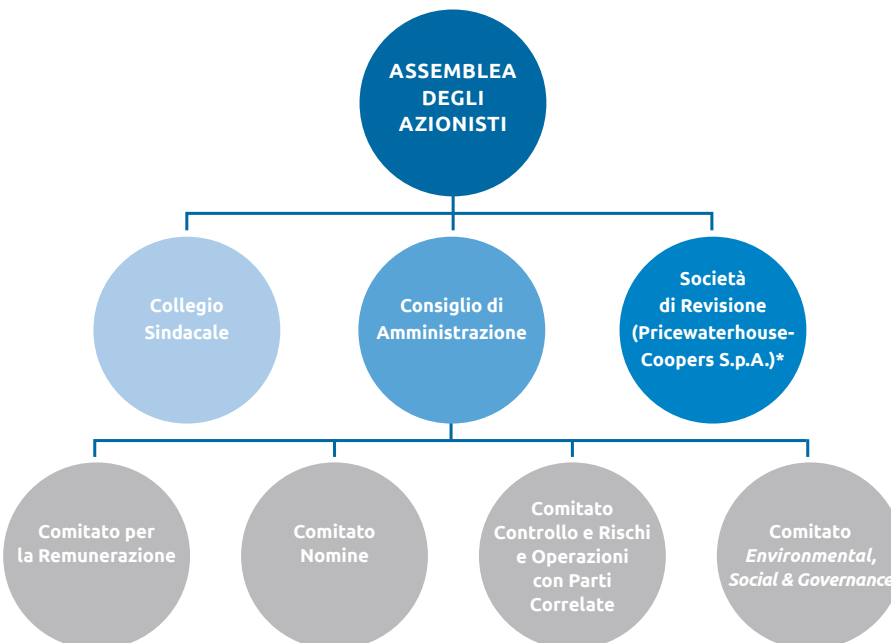 ASSEMBLEA
DEGLI
AZIONISTI
Collegio
Sindacale
Consiglio di
Amministrazione
Società
di Revisione
(Pricewaterhouse-
Coopers S.p.A.)*
Comitato per
la Remunerazione
Comitato
Nomine
Comitato
Controllo e Rischi
e Operazioni
con Parti
Correlate
Comitato
Environmental,
Social & Governance